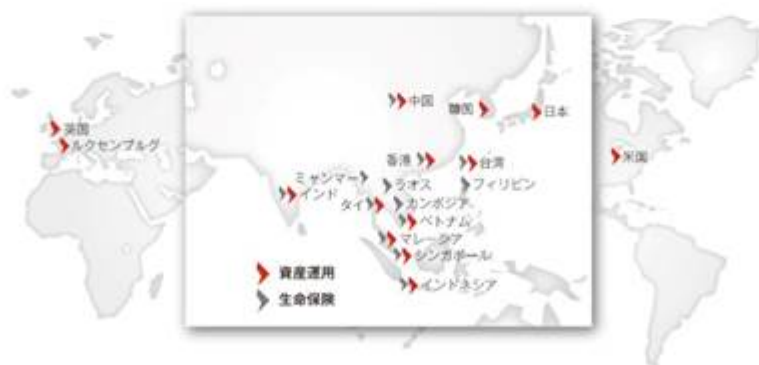 中国
韓国
日本
英国
ルクセンブルグ
香港
台湾
米国
ミャンマー
ラオス
フィリピン
インド
タイ
カンボジア
ベトナム
マレーシア
シンガポール
インドネシア
資産運用
生命保険